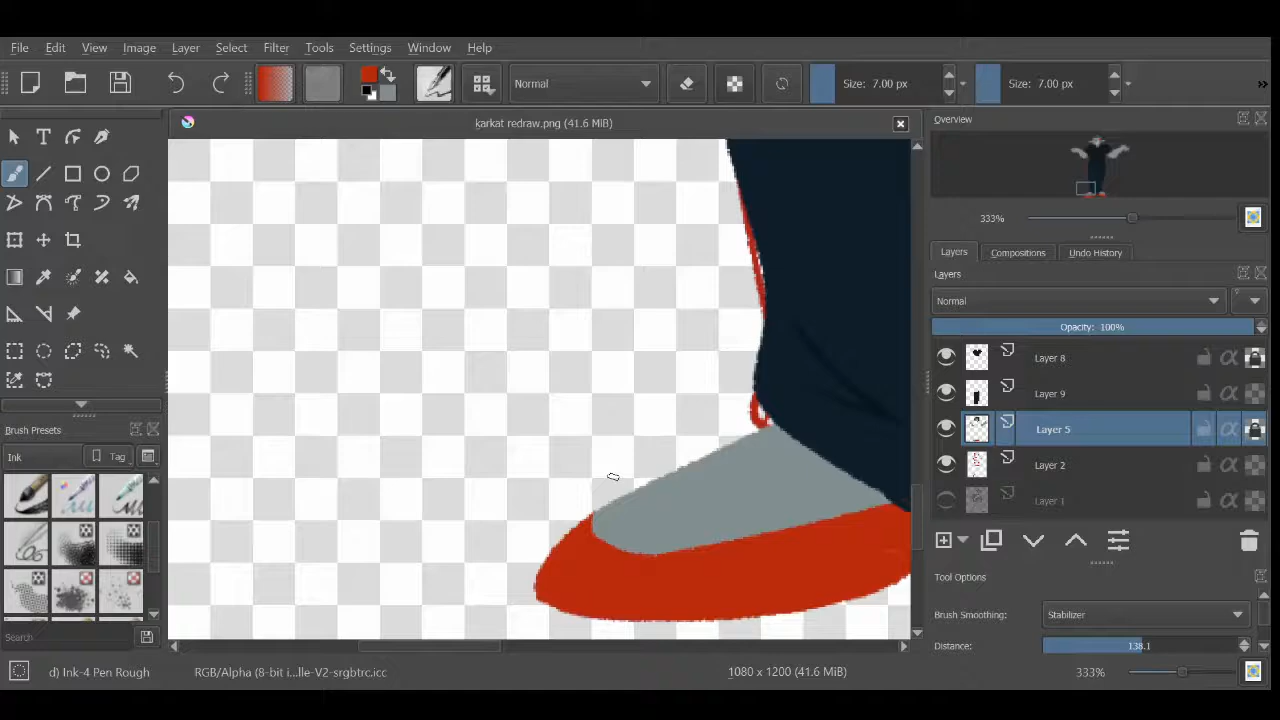 File Edit View Image Layer Select Filter Tools Settings Window Help
Normal
Size: 7.00 px
Size: 7.00 px
»
karkat redraw.png (41.6 MiB)
Overview
333%
Layers Compositions Undo History
Layers
Normal
Opacity: 100%
Layer 8
Layer 9
Layer 5
Layer 2
Layer 1
Brush Presets
Ink
Tag
Tool Options
Brush Smoothing: Stabilizer
Distance: 138.1
Search
d) Ink-4 Pen Rough
RGB/Alpha (8-bit i...lle-V2-srgbtrc.icc
1080 x 1200 (41.6 MiB)
333%